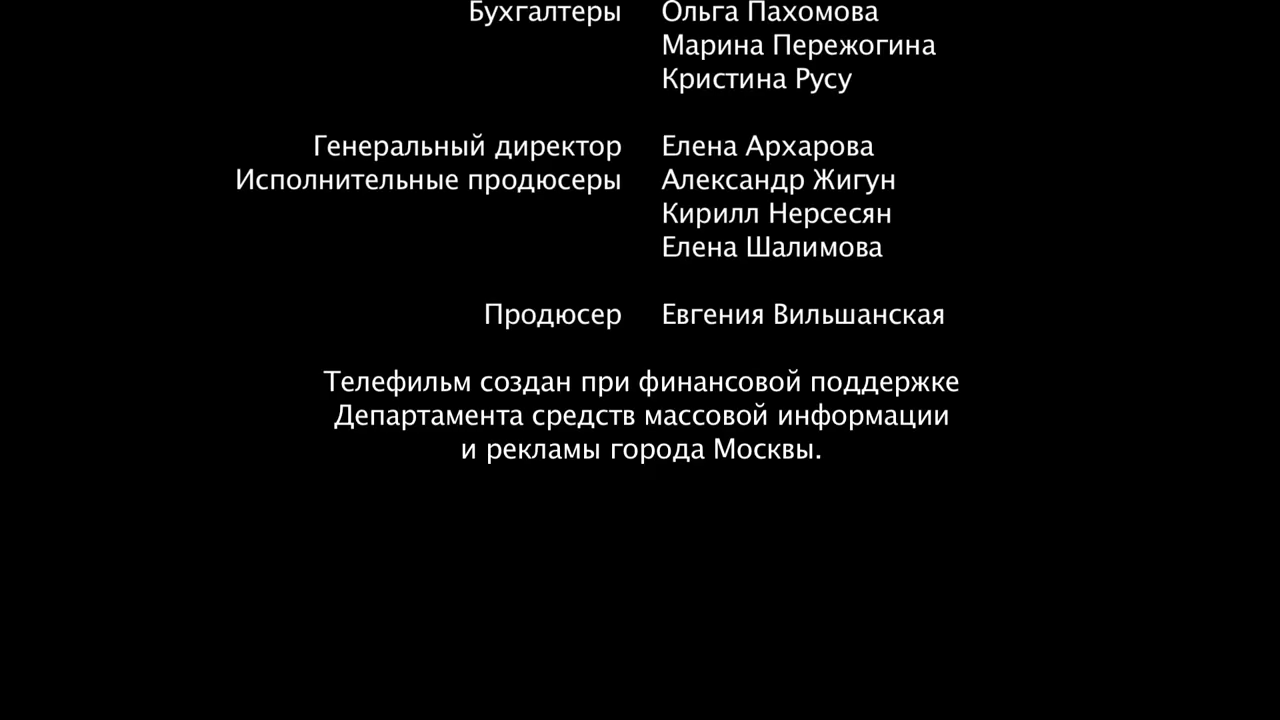 Бухгалтеры Ольга Пахомова
Марина Пережогина
Кристина Русу
Генеральный директор Елена Архарова
Исполнительные продюсеры Александр Жигун
Кирилл Нерсесян
Елена Шалимова
Продюсер Евгения Вильшанская
Телефильм создан при финансовой поддержке
Департамента средств массовой информации
и рекламы города Москвы.